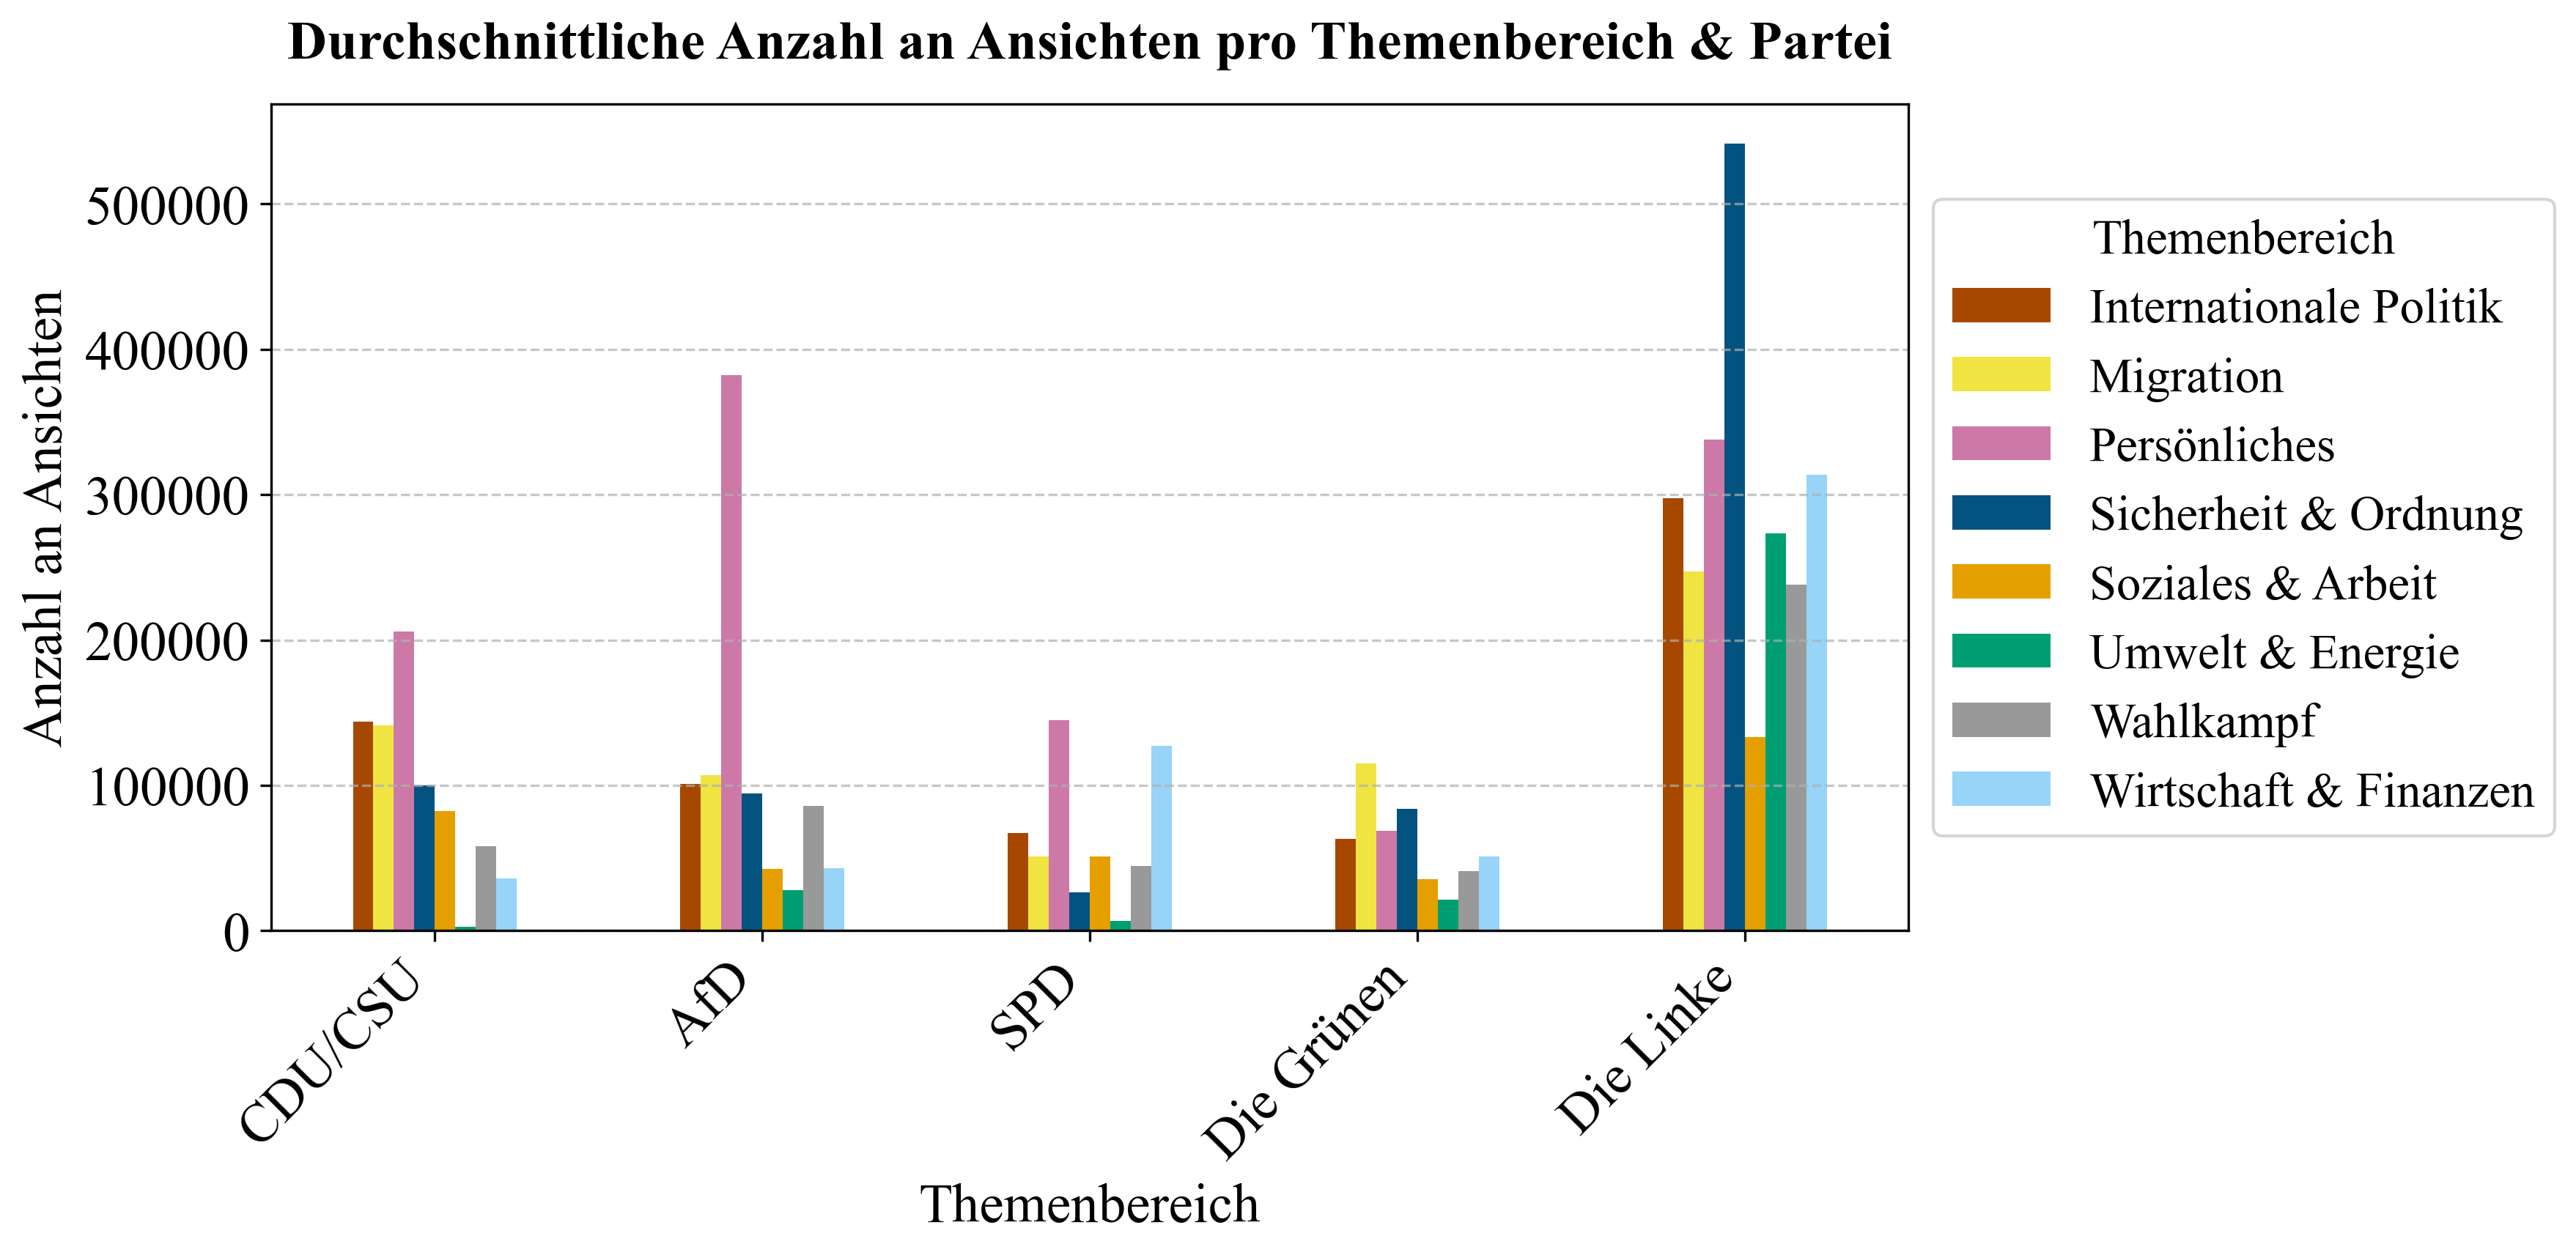 Durchschnittliche Anzahl an Ansichten pro Themenbereich & Partei
Anzahl an Ansichten
500000
400000
300000
200000
100000
0
CDU/CSU
AfD
SPD
Die Grünen
Die Linke
Themenbereich
Themenbereich
Internationale Politik
Migration
Persönliches
Sicherheit & Ordnung
Soziales & Arbeit
Umwelt & Energie
Wahlkampf
Wirtschaft & Finanzen